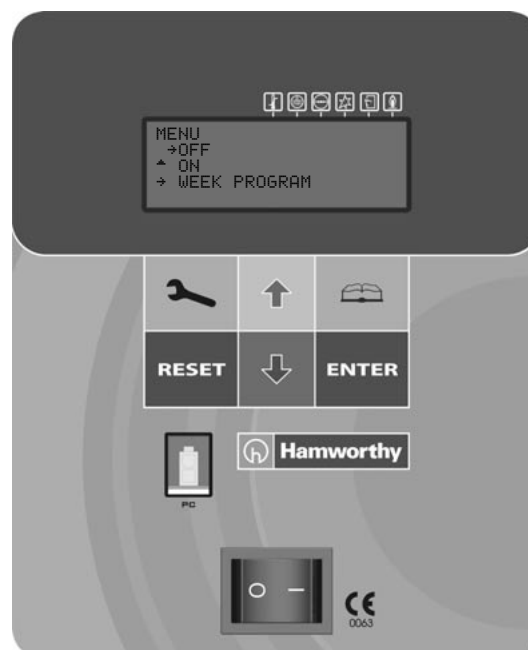 MENU
→OFF
▲ ON
→ WEEK PROGRAM
RESET
ENTER
h Hamworthy
PC
O —
CE
0063